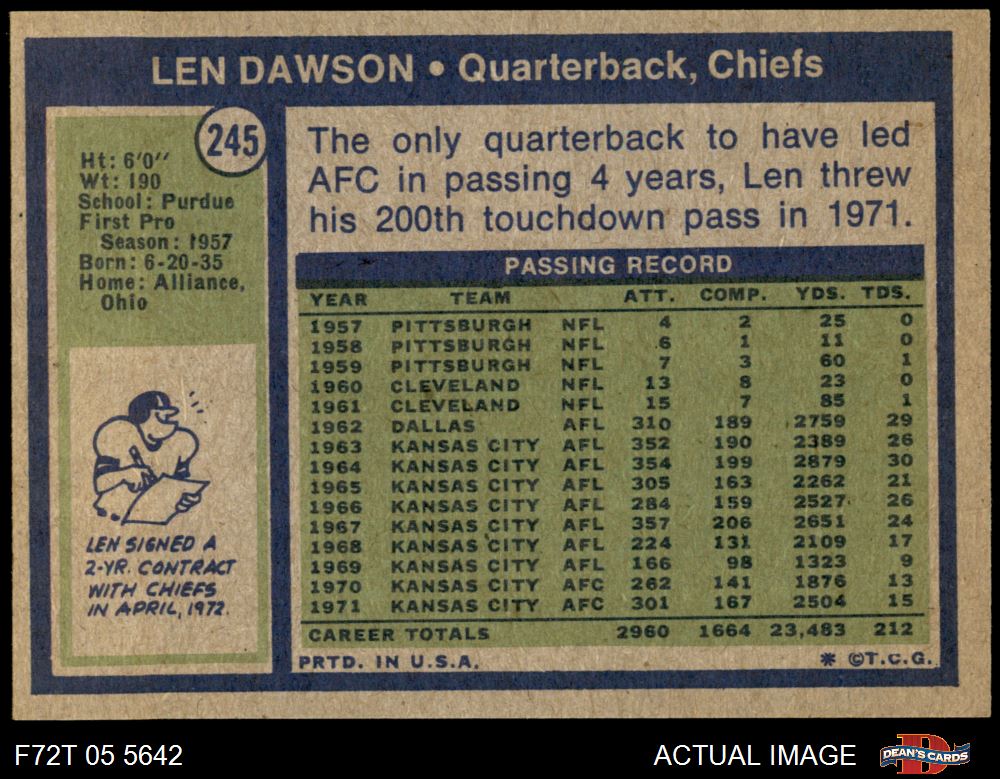 LEN DAWSON • Quarterback, Chiefs
245
Ht: 6'0''
Wt: 190
School: Purdue
First Pro
Season: 1957
Born: 6-20-35
Home: Alliance,
Ohio
LEN SIGNED A
2-YR. CONTRACT
WITH CHIEFS
IN APRIL, 1972.
The only quarterback to have led
AFC in passing 4 years, Len threw
his 200th touchdown pass in 1971.
PASSING RECORD
YEAR TEAM ATT. COMP. YDS. TDS.
1957 PITTSBURGH NFL 4 2 25 0
1958 PITTSBURGH NFL 6 1 11 0
1959 PITTSBURGH NFL 7 3 60 1
1960 CLEVELAND NFL 13 8 23 0
1961 CLEVELAND NFL 15 7 85 1
1962 DALLAS AFL 310 189 2759 29
1963 KANSAS CITY AFL 352 190 2389 26
1964 KANSAS CITY AFL 354 199 2879 30
1965 KANSAS CITY AFL 305 163 2262 21
1966 KANSAS CITY AFL 284 159 2527 26
1967 KANSAS CITY AFL 357 206 2651 24
1968 KANSAS CITY AFL 224 131 2109 17
1969 KANSAS CITY AFL 166 98 1323 9
1970 KANSAS CITY AFC 262 141 1876 13
1971 KANSAS CITY AFC 301 167 2504 15
CAREER TOTALS 2960 1664 23,483 212
PRTD. IN U.S.A. * ©T.C.G.
F72T 05 5642 ACTUAL IMAGE DEAN'S CARDS